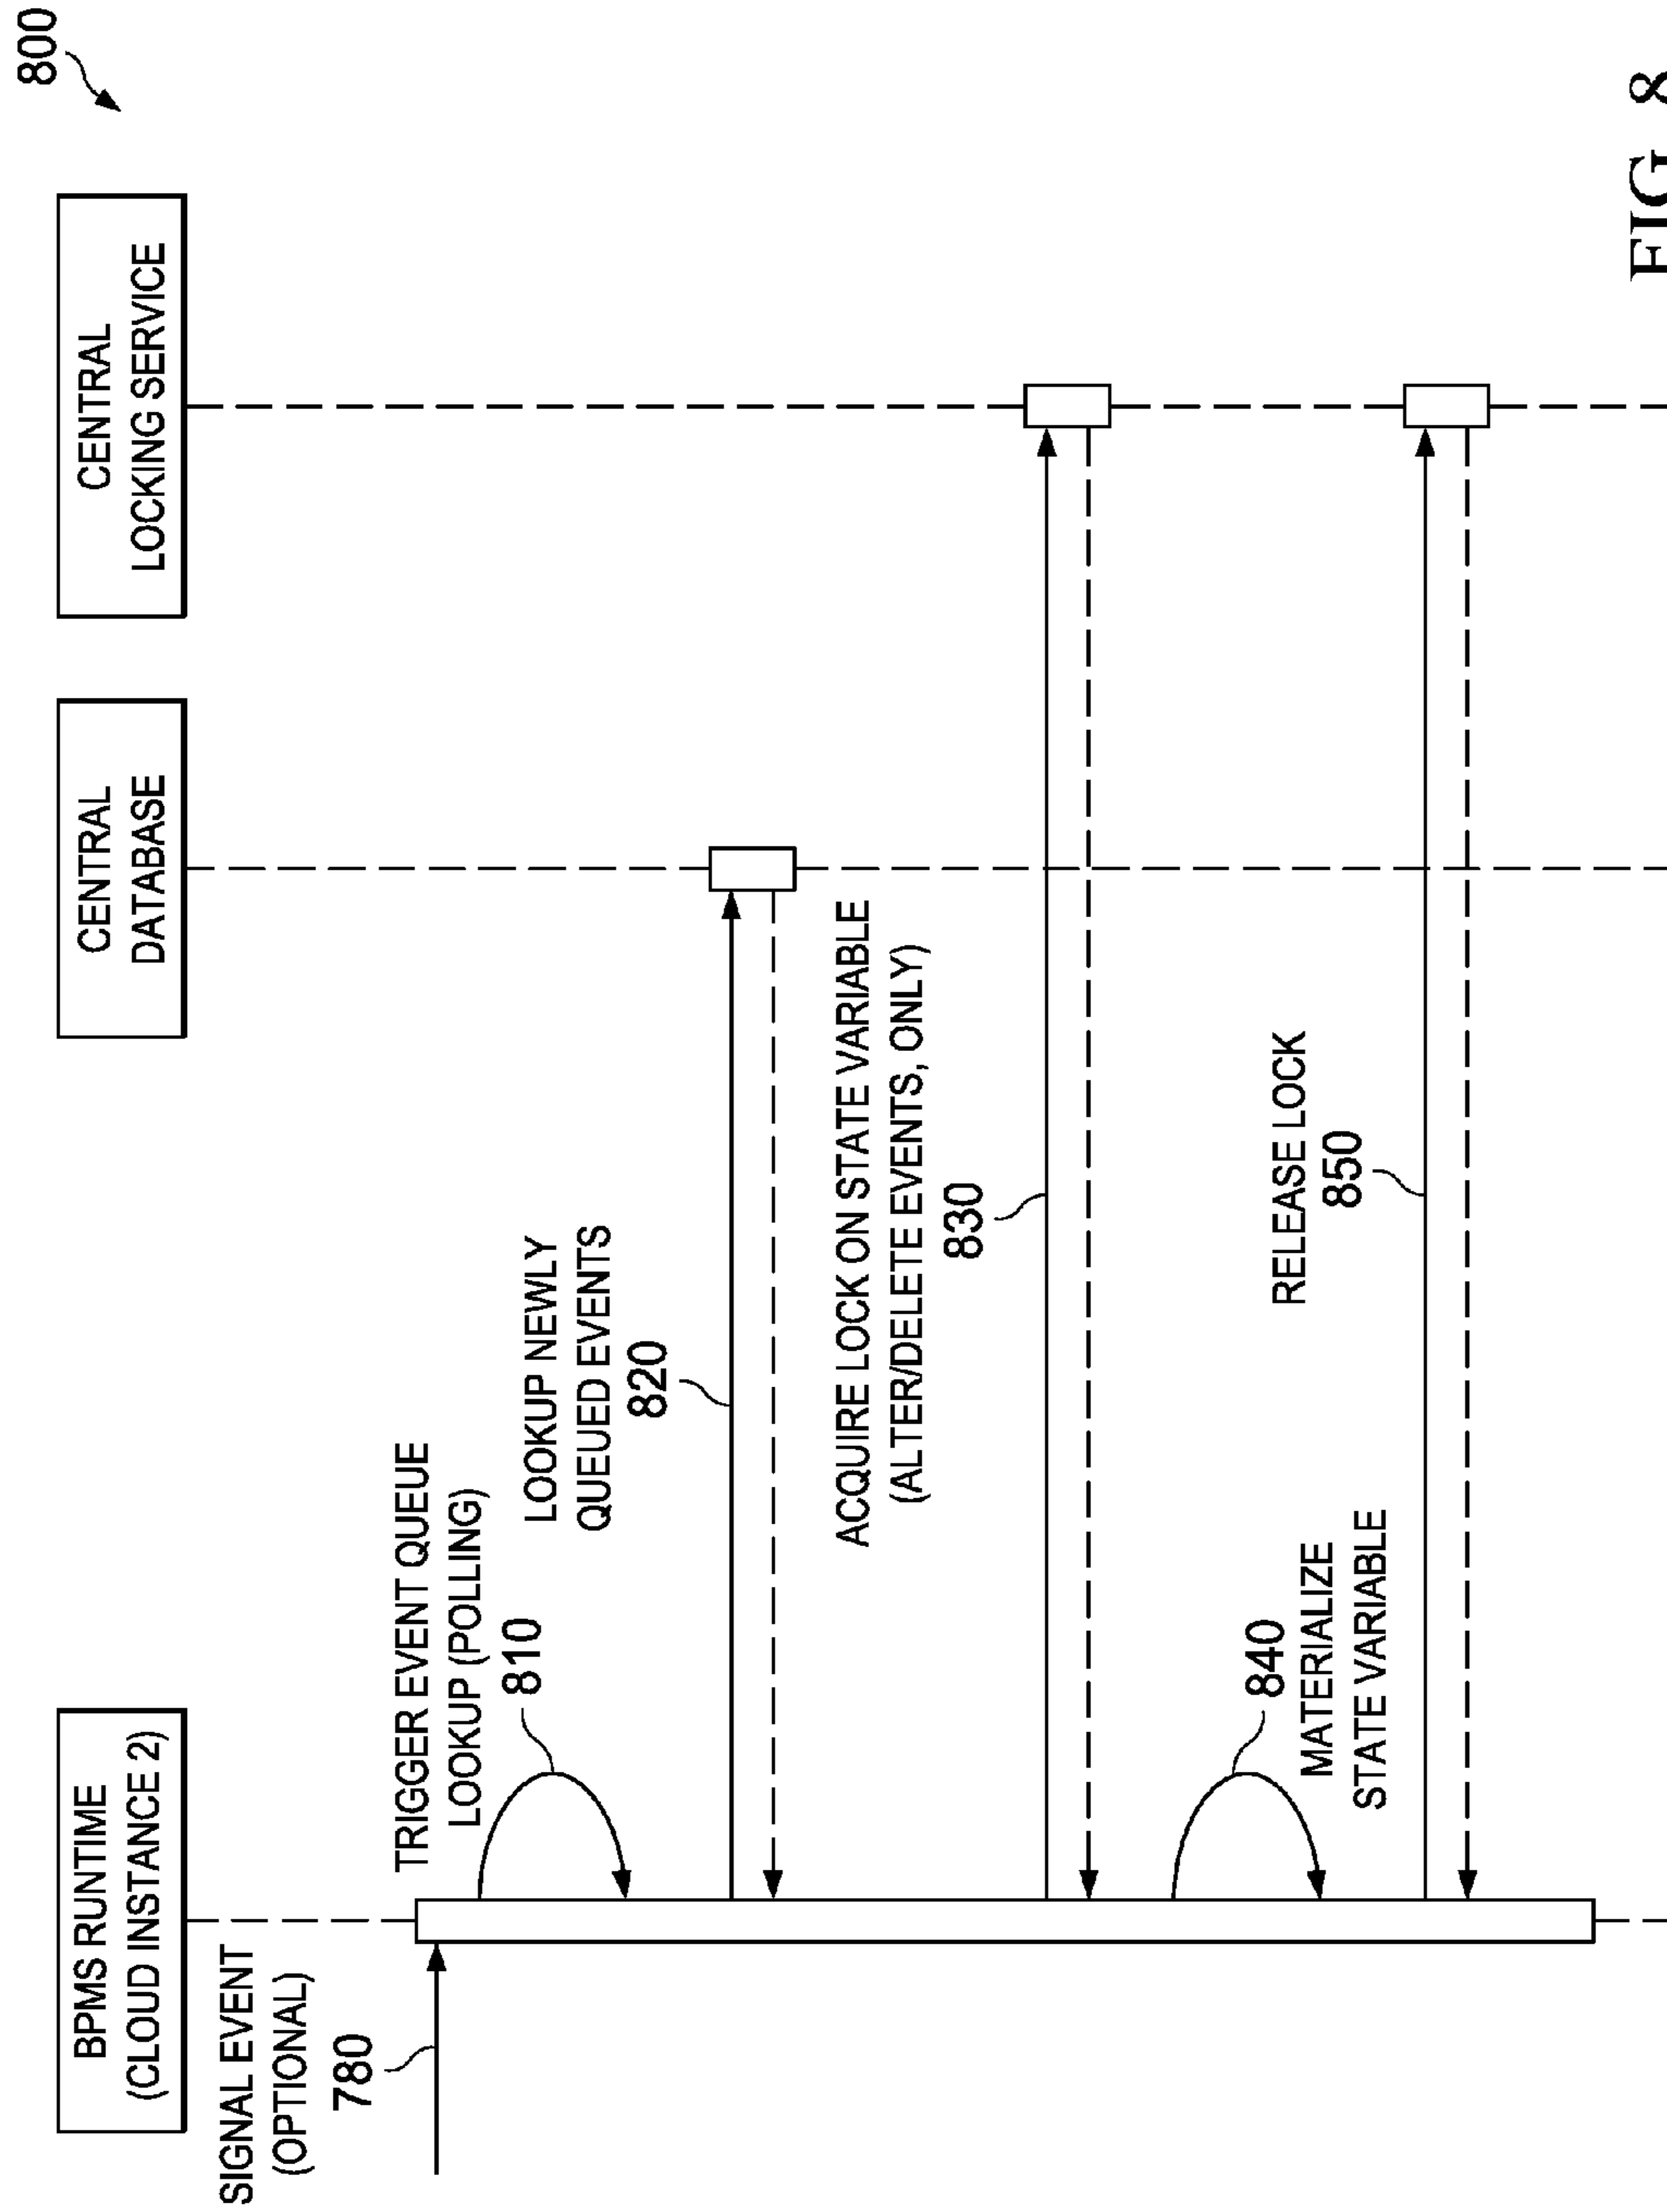 800
BPMS RUNTIME
(CLOUD INSTANCE 2)
CENTRAL
DATABASE
CENTRAL
LOCKING SERVICE
SIGNAL EVENT
(OPTIONAL)
780
TRIGGER EVENT QUEUE
LOOKUP (POLLING)
810
LOOKUP NEWLY
QUEUED EVENTS
820
ACQUIRE LOCK ON STATE VARIABLE
(ALTER/DELETE EVENTS, ONLY)
830
840
MATERIALIZE
STATE VARIABLE
RELEASE LOCK
850
FIG. 8